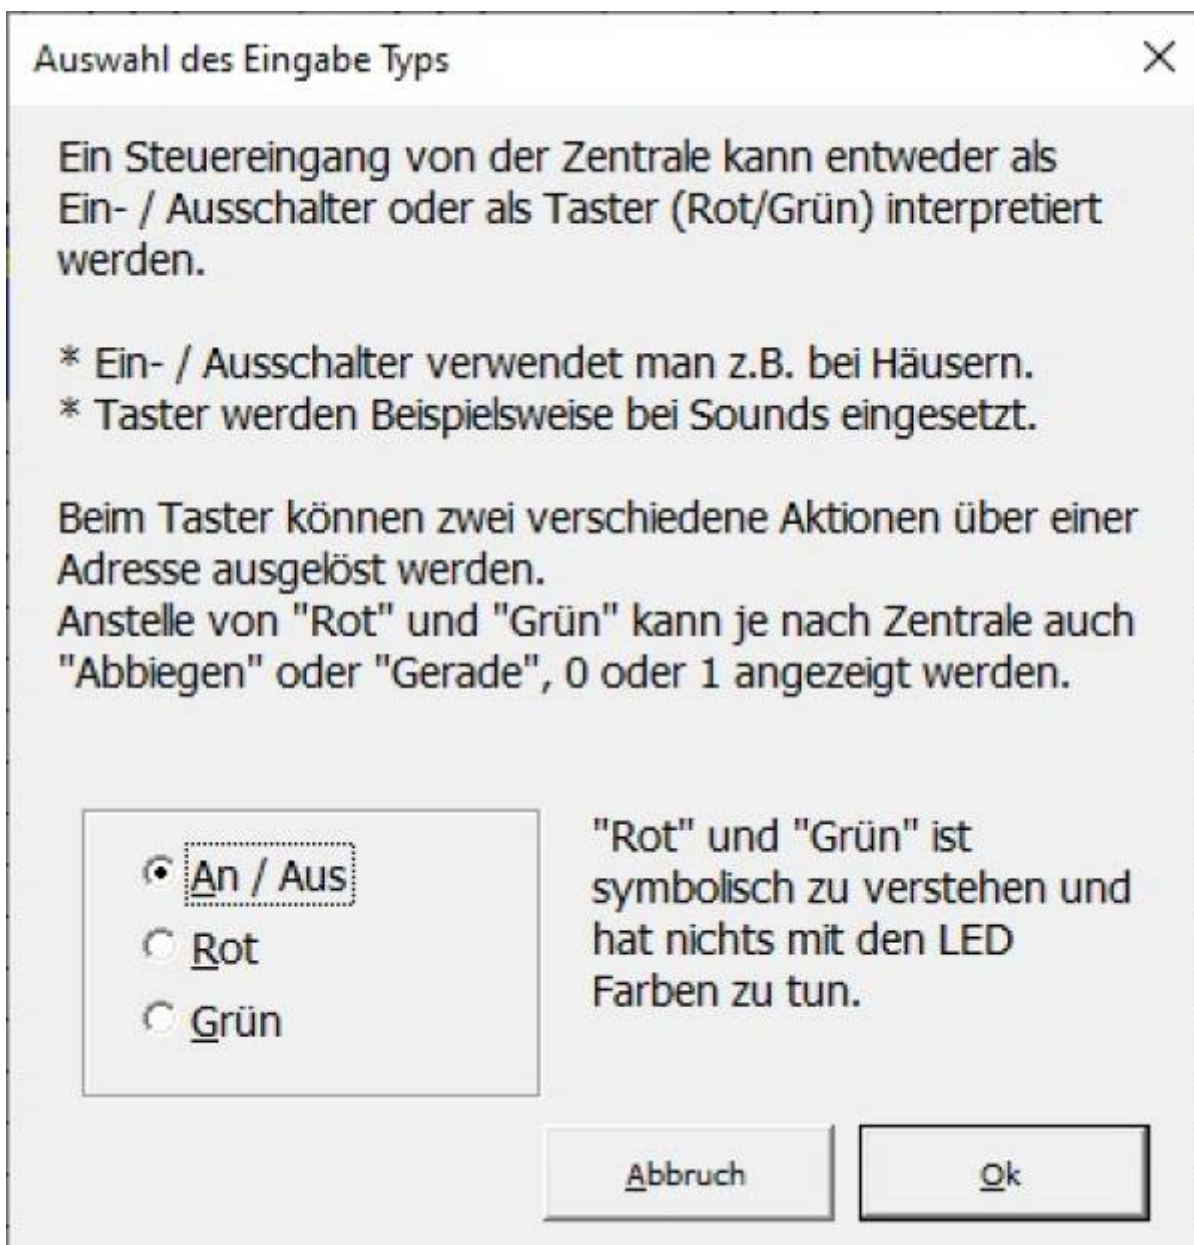 Auswahl des Eingabe Typs
Ein Steuereingang von der Zentrale kann entweder als
Ein- / Ausschalter oder als Taster (Rot/Grün) interpretiert
werden.
* Ein- / Ausschalter verwendet man z.B. bei Häusern.
* Taster werden Beispielsweise bei Sounds eingesetzt.
Beim Taster können zwei verschiedene Aktionen über einer
Adresse ausgelöst werden.
Anstelle von "Rot" und "Grün" kann je nach Zentrale auch
"Abbiegen" oder "Gerade", 0 oder 1 angezeigt werden.
An / Aus
Rot
Grün
"Rot" und "Grün" ist
symbolisch zu verstehen und
hat nichts mit den LED
Farben zu tun.
Abbruch
Ok